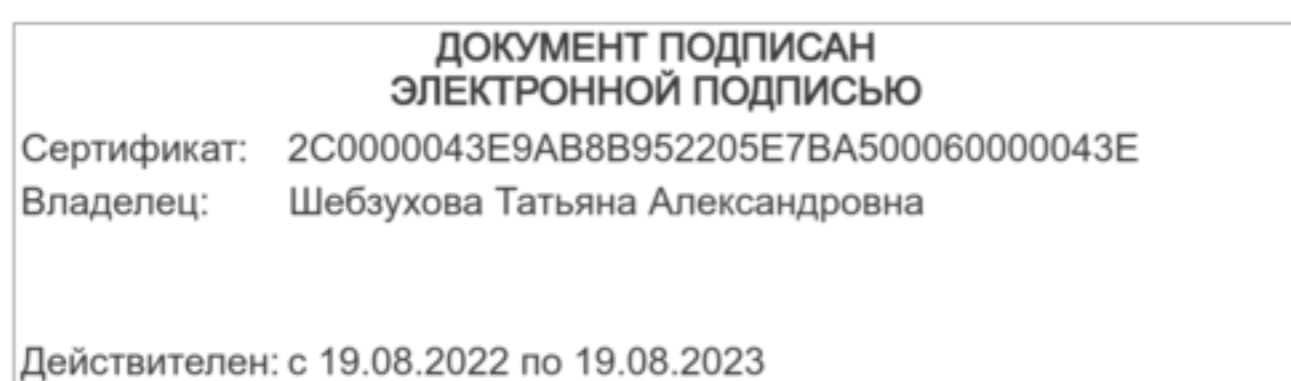 ДОКУМЕНТ ПОДПИСАН
ЭЛЕКТРОННОЙ ПОДПИСЬЮ
Сертификат: 2C0000043E9AB8B952205E7BA500060000043E
Владелец: Шебзухова Татьяна Александровна
Действителен: с 19.08.2022 по 19.08.2023